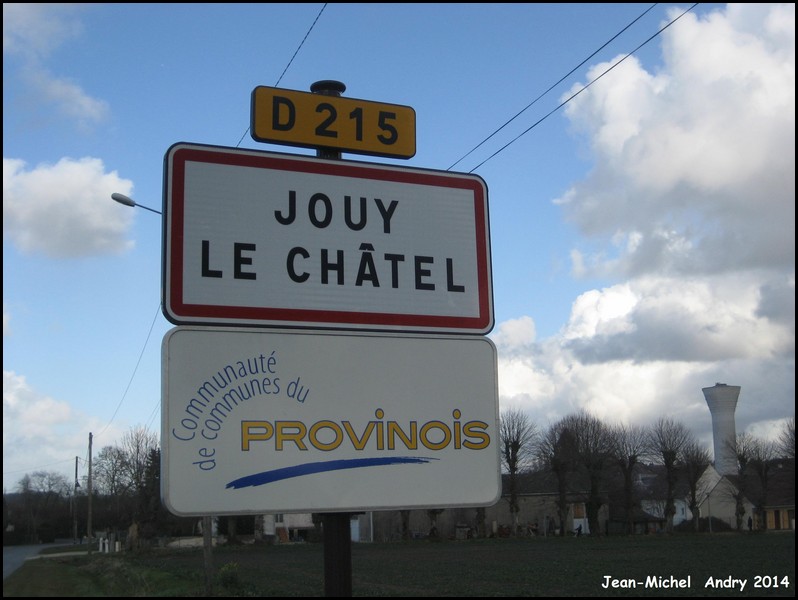 D 215
JOUY
LE CHÂTEL
Communauté
de communes du
PROVINOIS
Jean-Michel Andry 2014